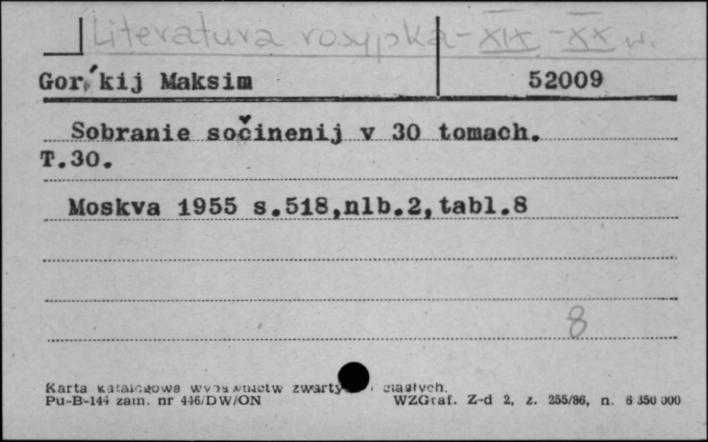 Literatura rosyjska - XIX - XX w.
Gor'kij Maksim 52009
Sobranie sočinenij v 30 tomach.
T.30.
Moskva 1955 s.518,nlb.2,tabl.8
8
Karta katalogowa wydawnictw zwartych i ciągłych.
Pu-B-144 zam. nr 446/DW/ON WZGraf. Z-d 2, z. 255/86, n. 6 350 000